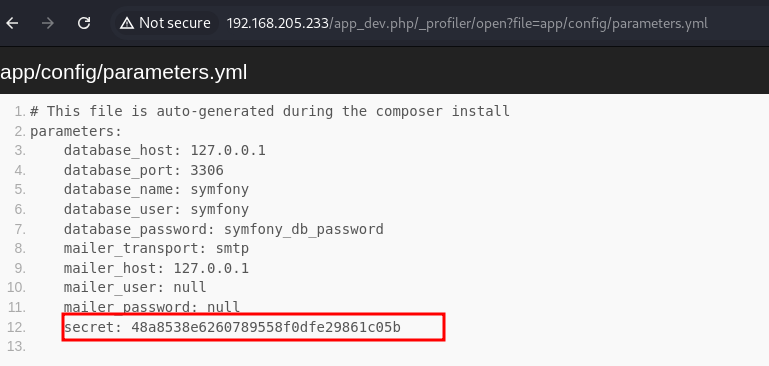 Not secure 192.168.205.233/app_dev.php/_profiler/open?file=app/config/parameters.yml
app/config/parameters.yml
1. # This file is auto-generated during the composer install
2. parameters:
3. database_host: 127.0.0.1
4. database_port: 3306
5. database_name: symfony
6. database_user: symfony
7. database_password: symfony_db_password
8. mailer_transport: smtp
9. mailer_host: 127.0.0.1
10. mailer_user: null
11. mailer_password: null
12. secret: 48a8538e6260789558f0dfe29861c05b
13.